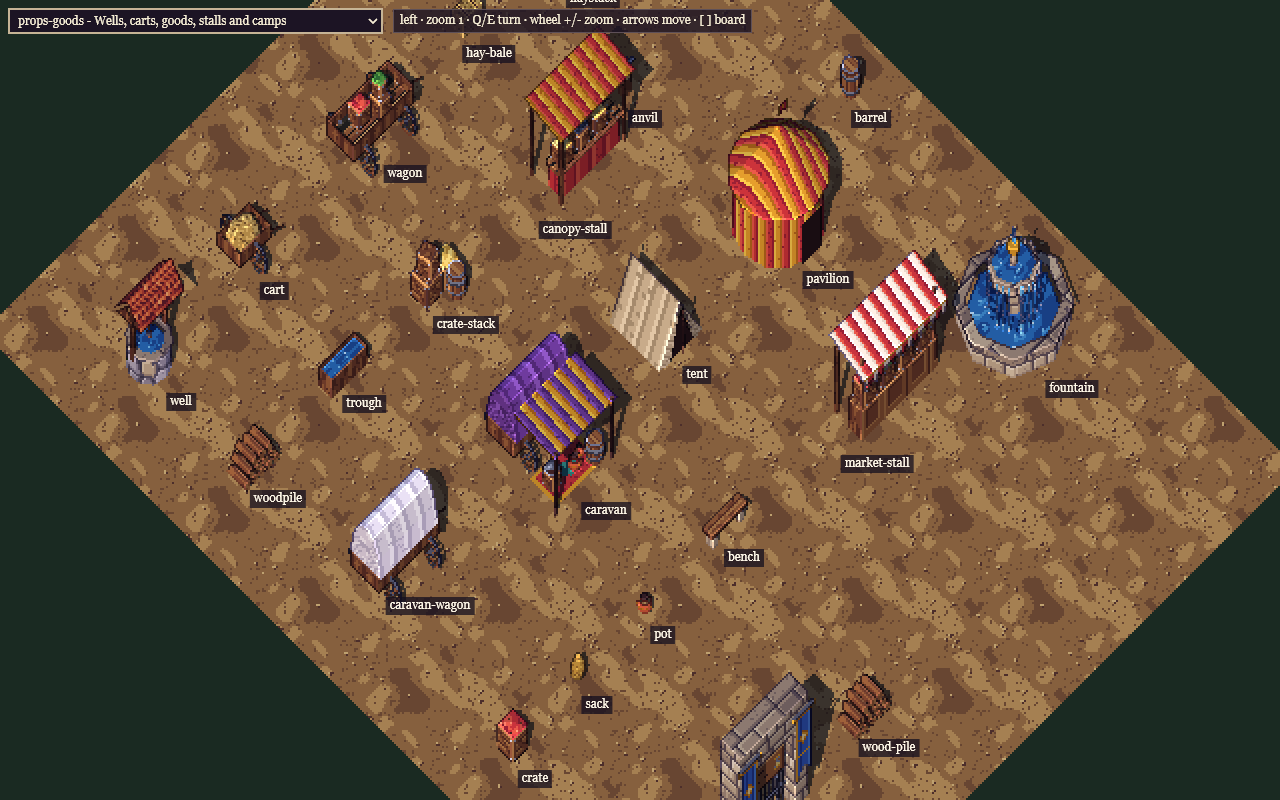 props-goods - Wells, carts, goods, stalls and camps
left · zoom 1 · Q/E turn · wheel +/- zoom · arrows move · [ ] board
haystack
hay-bale
anvil
barrel
wagon
canopy-stall
pavilion
cart
crate-stack
tent
fountain
well
trough
market-stall
woodpile
caravan
bench
caravan-wagon
pot
sack
wood-pile
crate